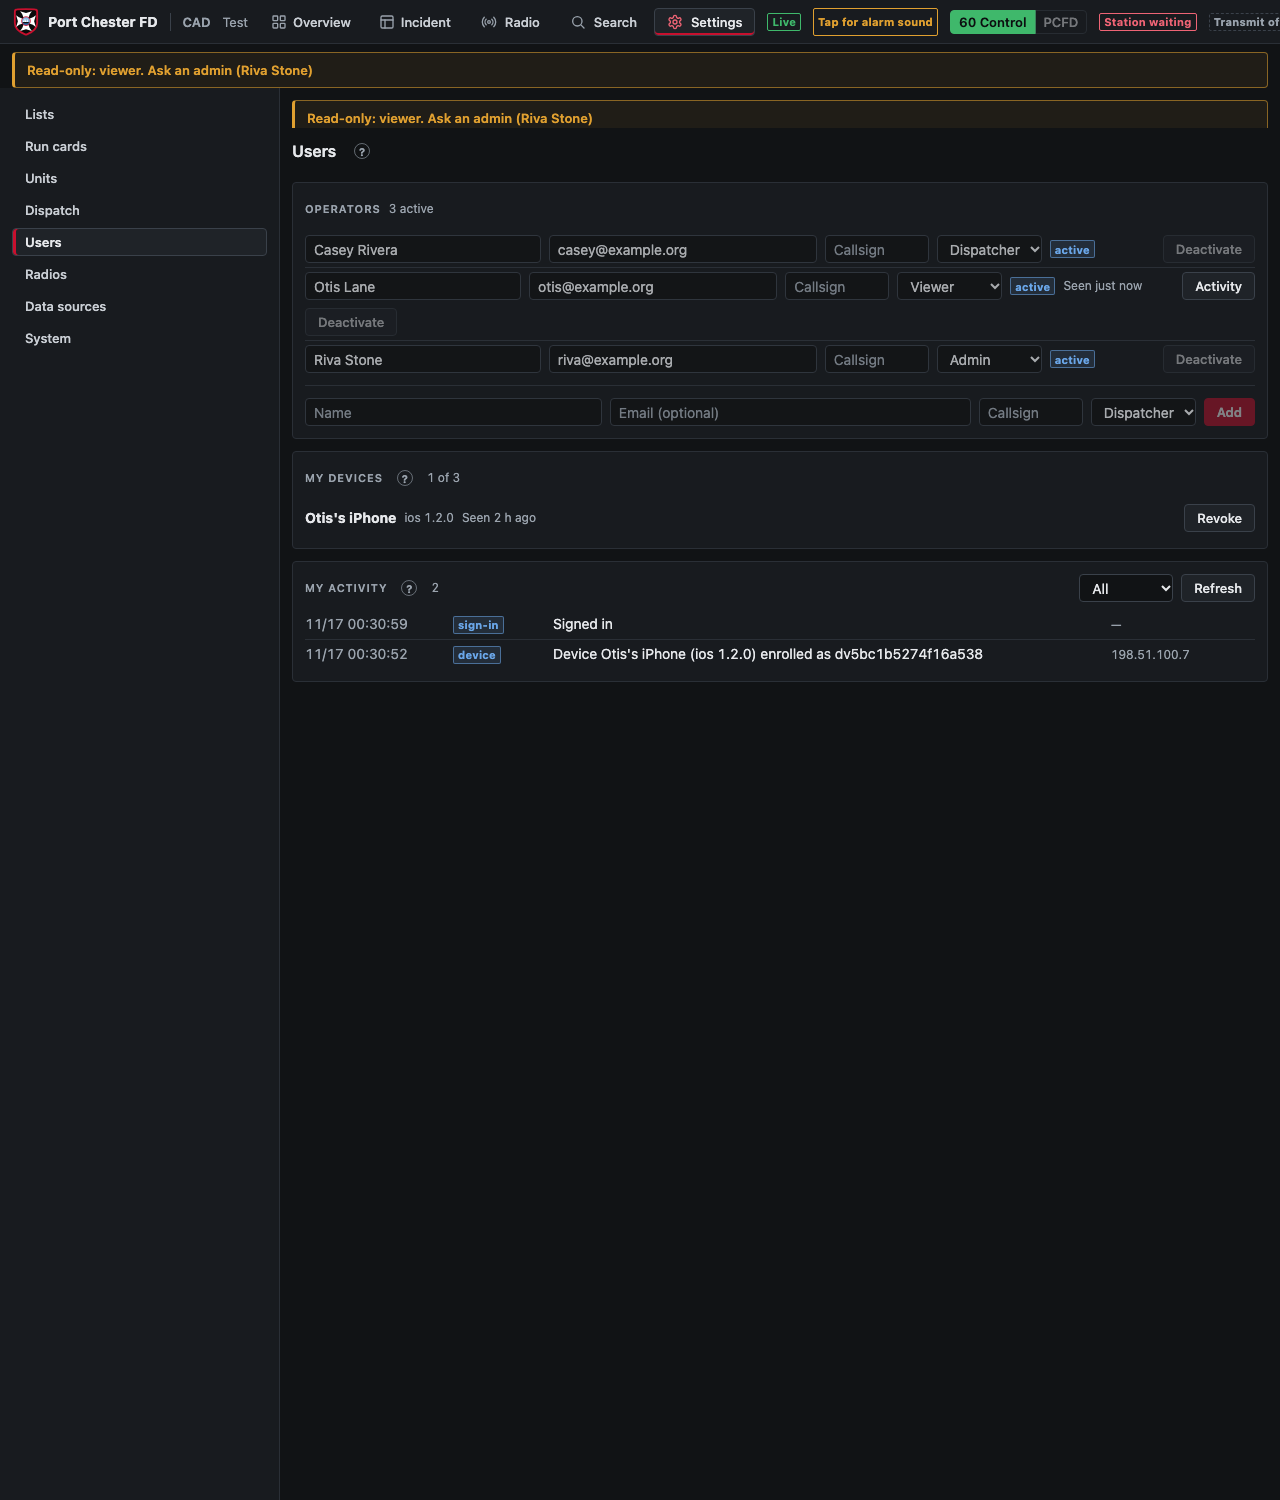 Port Chester FD CAD Test Overview Incident Radio Search Settings Live Tap for alarm sound 60 Control PCFD Station waiting Transmit of
Read-only: viewer. Ask an admin (Riva Stone)
Lists
Run cards
Units
Dispatch
Users
Radios
Data sources
System
Read-only: viewer. Ask an admin (Riva Stone)
Users ?
OPERATORS 3 active
Casey Rivera casey@example.org Callsign Dispatcher active Deactivate
Otis Lane otis@example.org Callsign Viewer active Seen just now Activity
Deactivate
Riva Stone riva@example.org Callsign Admin active Deactivate
Name Email (optional) Callsign Dispatcher Add
MY DEVICES ? 1 of 3
Otis's iPhone ios 1.2.0 Seen 2 h ago Revoke
MY ACTIVITY ? 2 All Refresh
11/17 00:30:59 sign-in Signed in —
11/17 00:30:52 device Device Otis's iPhone (ios 1.2.0) enrolled as dv5bc1b5274f16a538 198.51.100.7